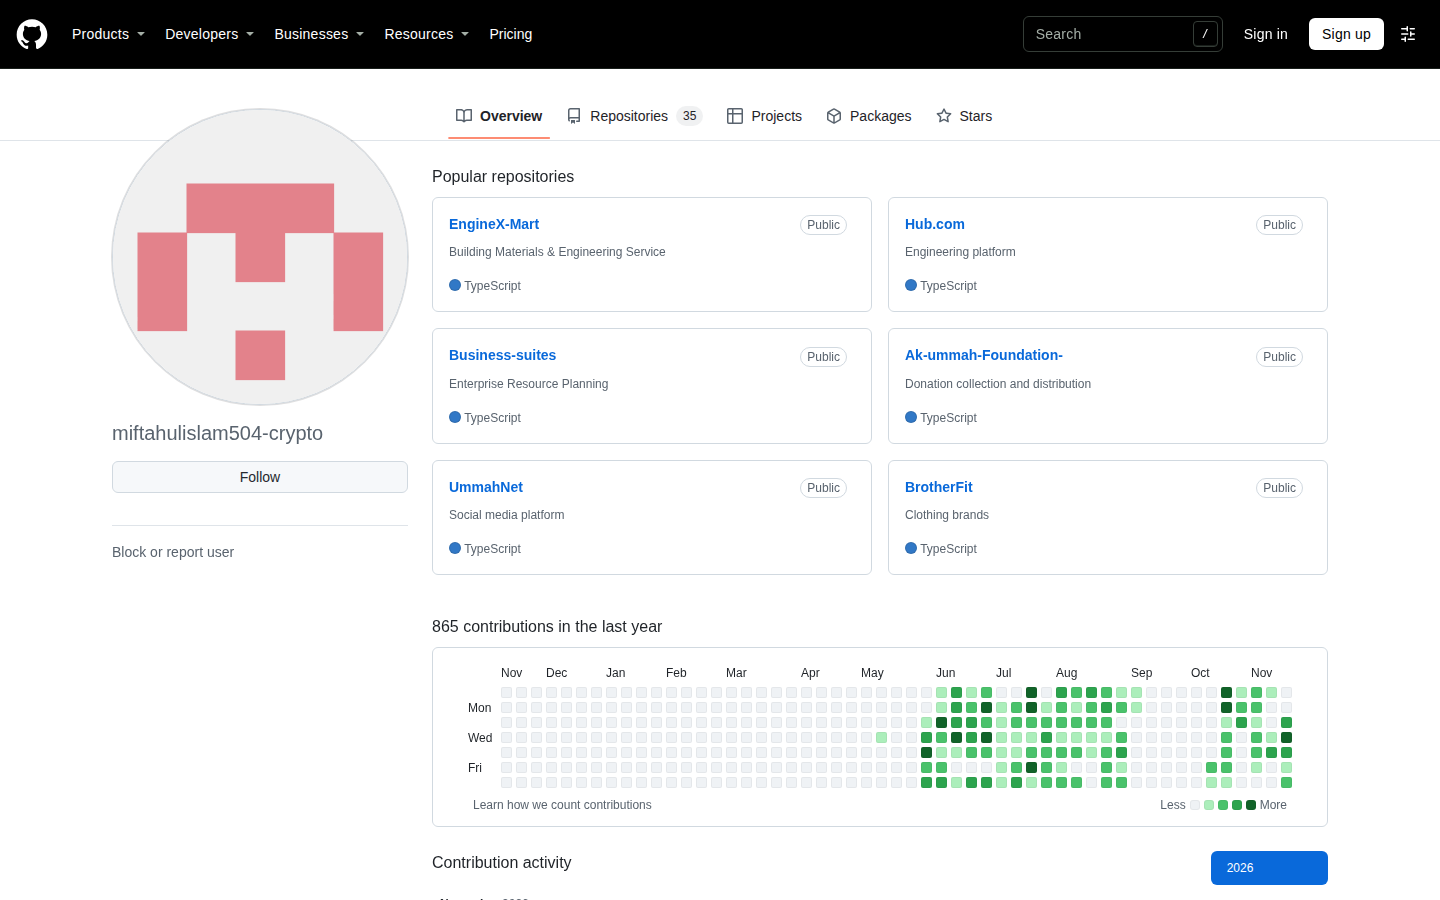 Products Developers Businesses Resources Pricing Search / Sign in Sign up
Overview Repositories 35 Projects Packages Stars
miftahulislam504-crypto
Follow
Block or report user
Popular repositories
EngineX-Mart Public
Building Materials & Engineering Service
TypeScript
Hub.com Public
Engineering platform
TypeScript
Business-suites Public
Enterprise Resource Planning
TypeScript
Ak-ummah-Foundation- Public
Donation collection and distribution
TypeScript
UmmahNet Public
Social media platform
TypeScript
BrotherFit Public
Clothing brands
TypeScript
865 contributions in the last year
Nov Dec Jan Feb Mar Apr May Jun Jul Aug Sep Oct Nov
Mon
Wed
Fri
Learn how we count contributions
Less More
Contribution activity
2026